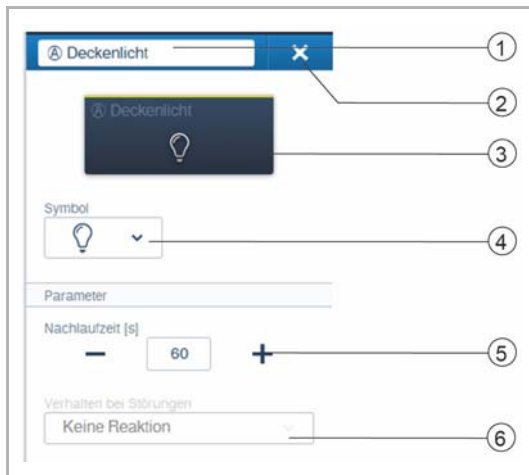 Ⓐ Deckenlicht
①
②
Ⓐ Deckenlicht
③
Symbol
④
Parameter
Nachlaufzeit [s]
60
⑤
Verhalten bei Störungen
Keine Reaktion
⑥